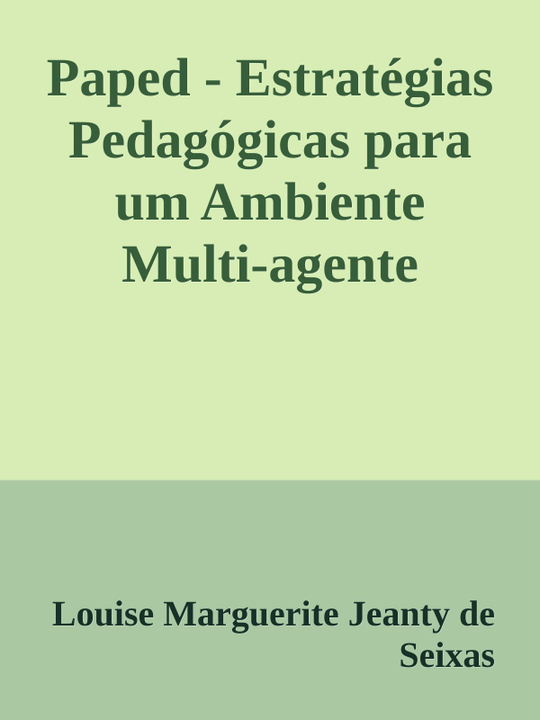 Paped - Estratégias
Pedagógicas para
um Ambiente
Multi-agente
Louise Marguerite Jeanty de
Seixas